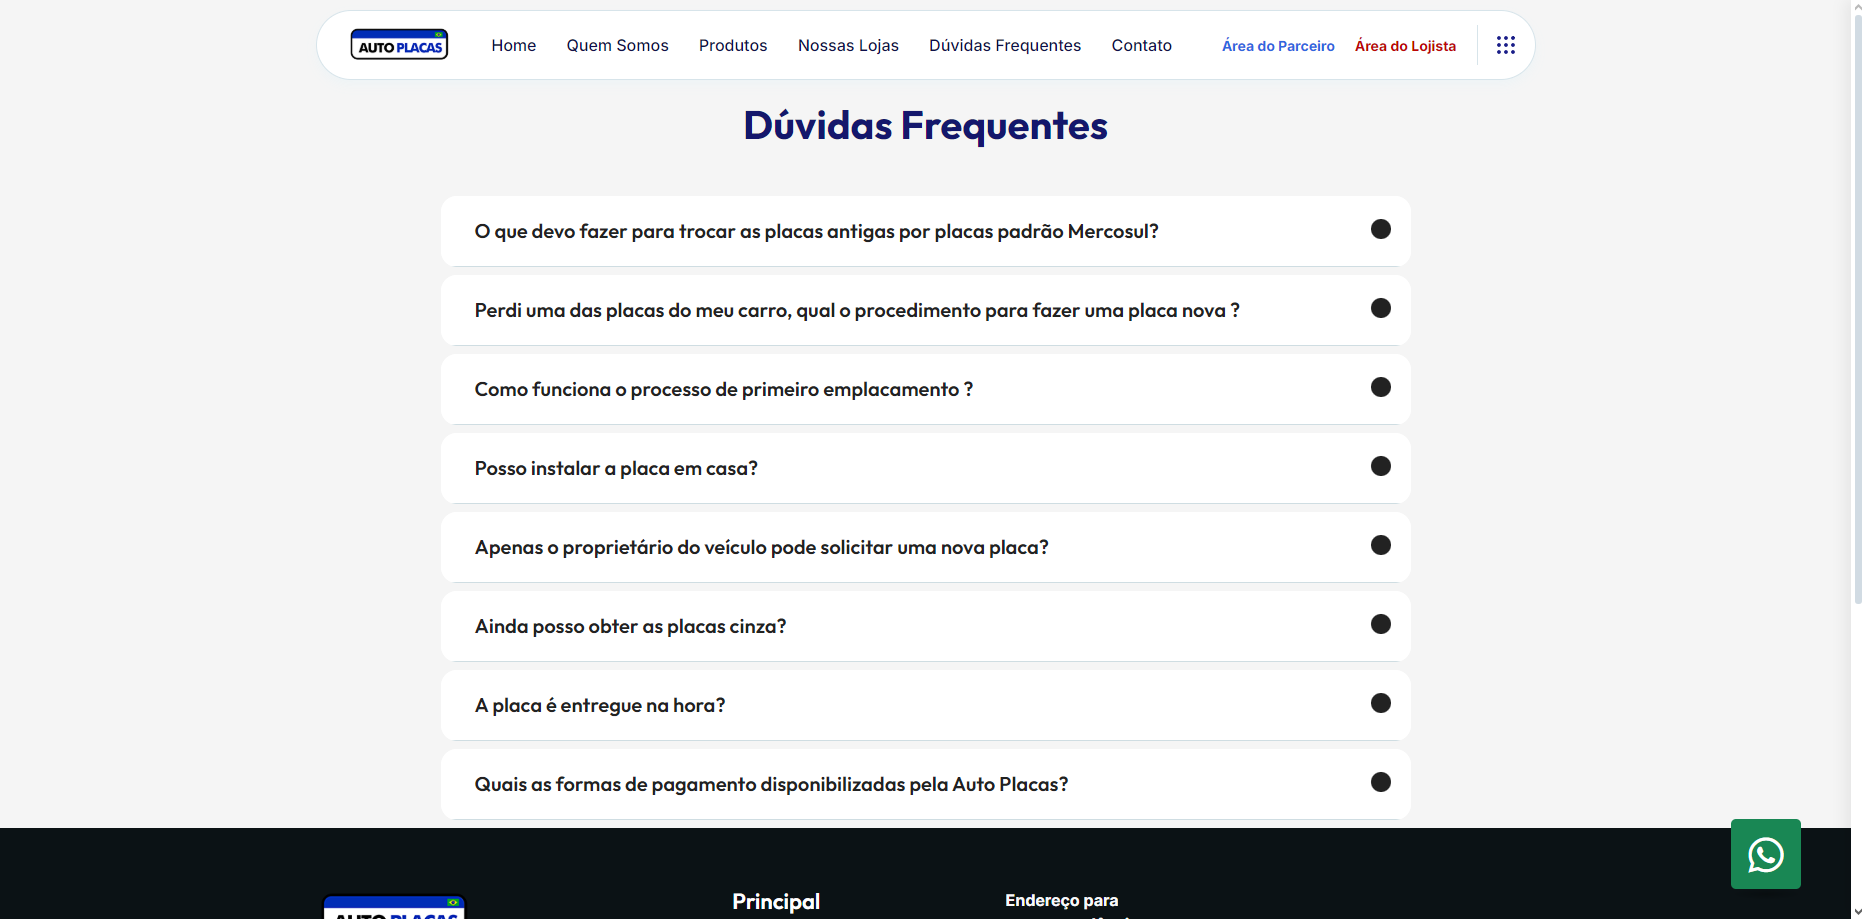 AUTO PLACAS
Home
Quem Somos
Produtos
Nossas Lojas
Dúvidas Frequentes
Contato
Área do Parceiro
Área do Lojista
Dúvidas Frequentes
O que devo fazer para trocar as placas antigas por placas padrão Mercosul?
Perdi uma das placas do meu carro, qual o procedimento para fazer uma placa nova ?
Como funciona o processo de primeiro emplacamento ?
Posso instalar a placa em casa?
Apenas o proprietário do veículo pode solicitar uma nova placa?
Ainda posso obter as placas cinza?
A placa é entregue na hora?
Quais as formas de pagamento disponibilizadas pela Auto Placas?
AUTO PLACAS
Principal
Endereço para